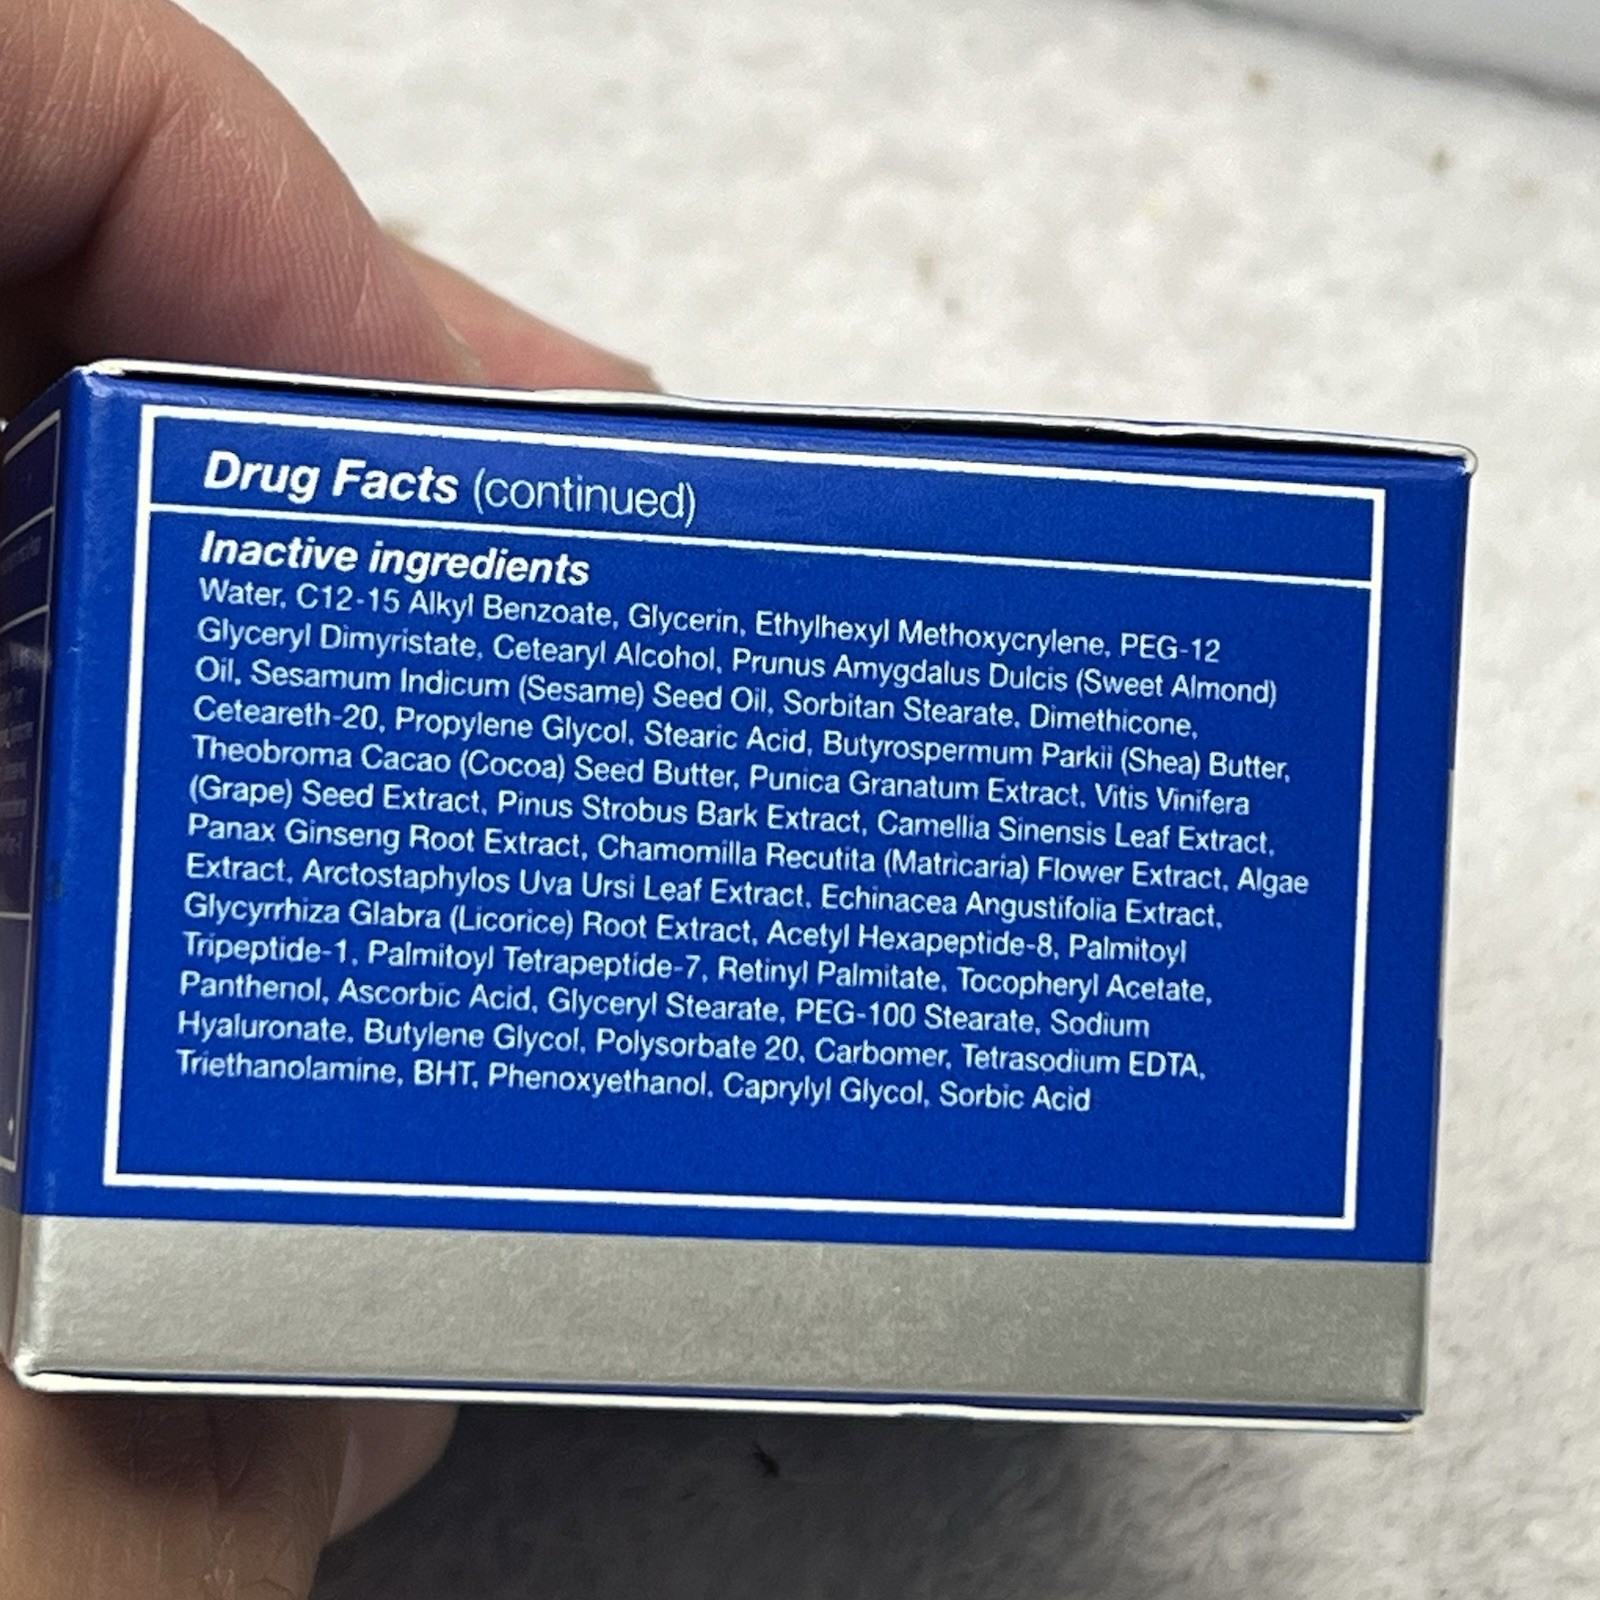 Drug Facts (continued)
Inactive ingredients
Water, C12-15 Alkyl Benzoate, Glycerin, Ethylhexyl Methoxycrylene, PEG-12
Glyceryl Dimyristate, Cetearyl Alcohol, Prunus Amygdalus Dulcis (Sweet Almond)
Oil, Sesamum Indicum (Sesame) Seed Oil, Sorbitan Stearate, Dimethicone,
Ceteareth-20, Propylene Glycol, Stearic Acid, Butyrospermum Parkii (Shea) Butter,
Theobroma Cacao (Cocoa) Seed Butter, Punica Granatum Extract, Vitis Vinifera
(Grape) Seed Extract, Pinus Strobus Bark Extract, Camellia Sinensis Leaf Extract,
Panax Ginseng Root Extract, Chamomilla Recutita (Matricaria) Flower Extract, Algae
Extract, Arctostaphylos Uva Ursi Leaf Extract, Echinacea Angustifolia Extract,
Glycyrrhiza Glabra (Licorice) Root Extract, Acetyl Hexapeptide-8, Palmitoyl
Tripeptide-1, Palmitoyl Tetrapeptide-7, Retinyl Palmitate, Tocopheryl Acetate,
Panthenol, Ascorbic Acid, Glyceryl Stearate, PEG-100 Stearate, Sodium
Hyaluronate, Butylene Glycol, Polysorbate 20, Carbomer, Tetrasodium EDTA,
Triethanolamine, BHT, Phenoxyethanol, Caprylyl Glycol, Sorbic Acid